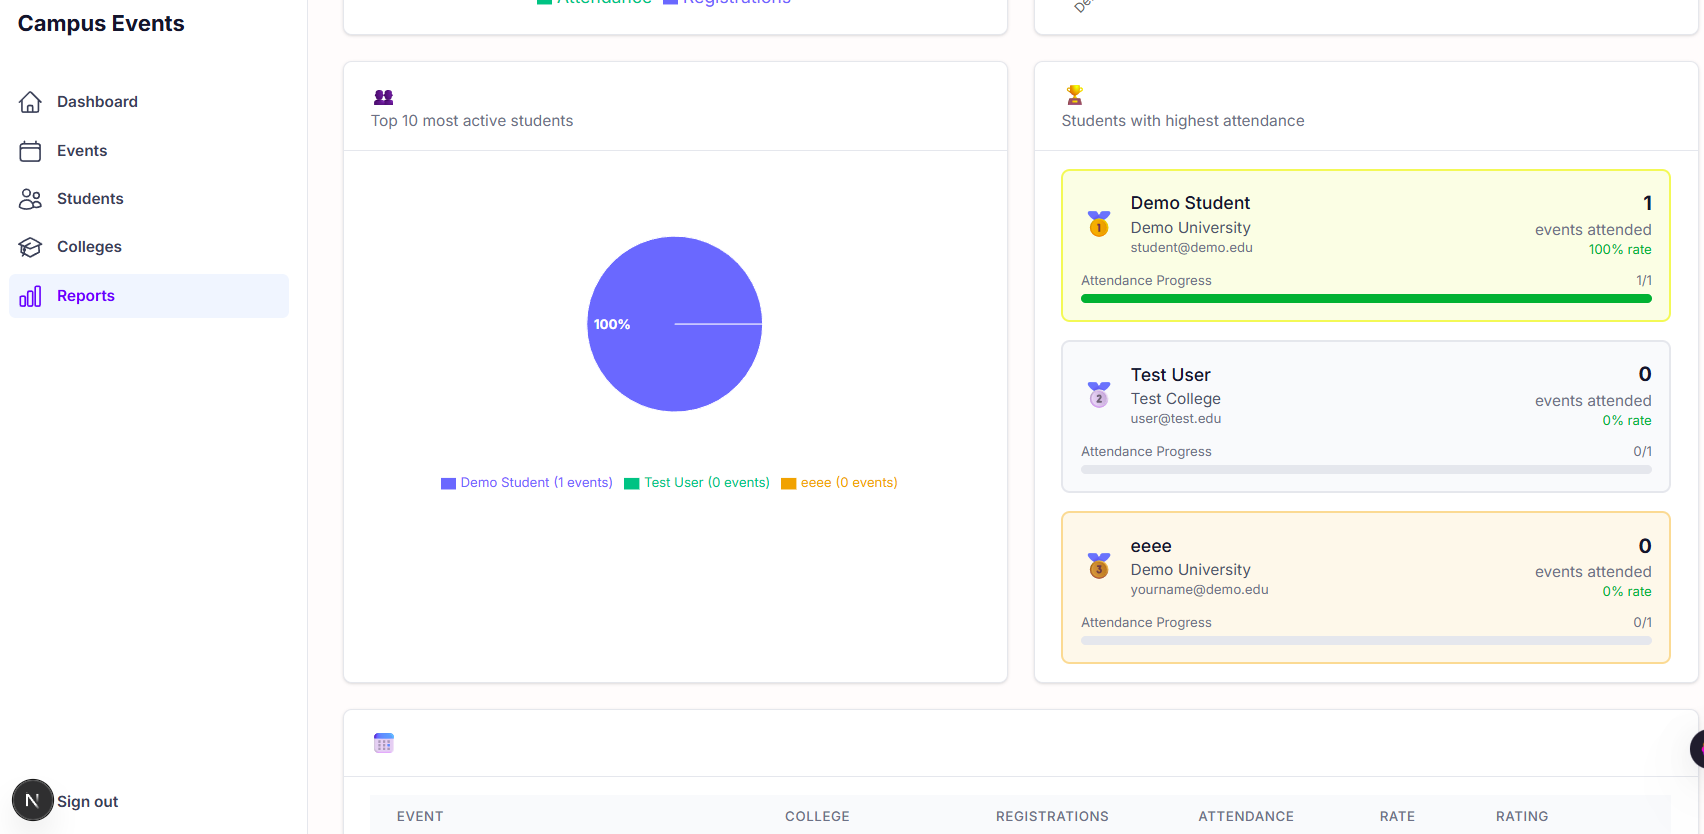 Campus Events
Dashboard
Events
Students
Colleges
Reports
N
Sign out
Attendance Registrations
Top 10 most active students
100%
Demo Student (1 events) Test User (0 events) eeee (0 events)
Students with highest attendance
1
Demo Student
1
Demo University
events attended
student@demo.edu
100% rate
Attendance Progress
1/1
2
Test User
0
Test College
events attended
user@test.edu
0% rate
Attendance Progress
0/1
3
eeee
0
Demo University
events attended
yourname@demo.edu
0% rate
Attendance Progress
0/1
EVENT COLLEGE REGISTRATIONS ATTENDANCE RATE RATING